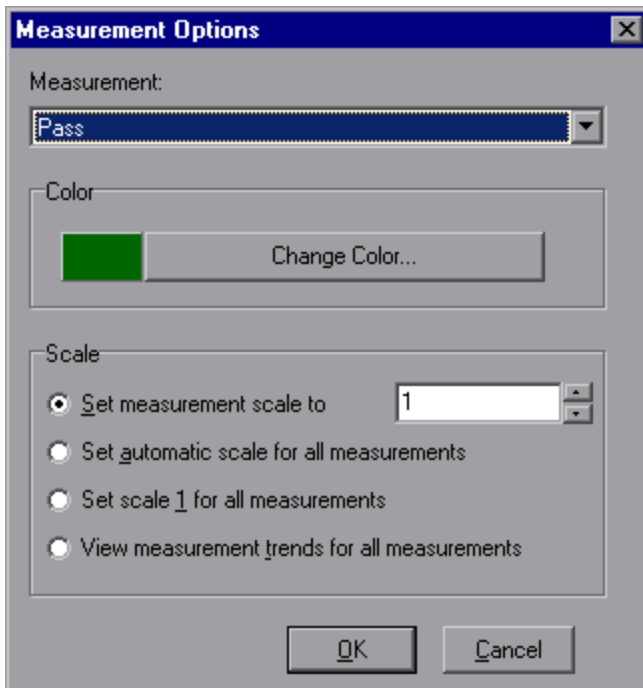 Measurement Options
Measurement:
Pass
Color
Change Color...
Scale
Set measurement scale to 1
Set automatic scale for all measurements
Set scale 1 for all measurements
View measurement trends for all measurements
OK Cancel